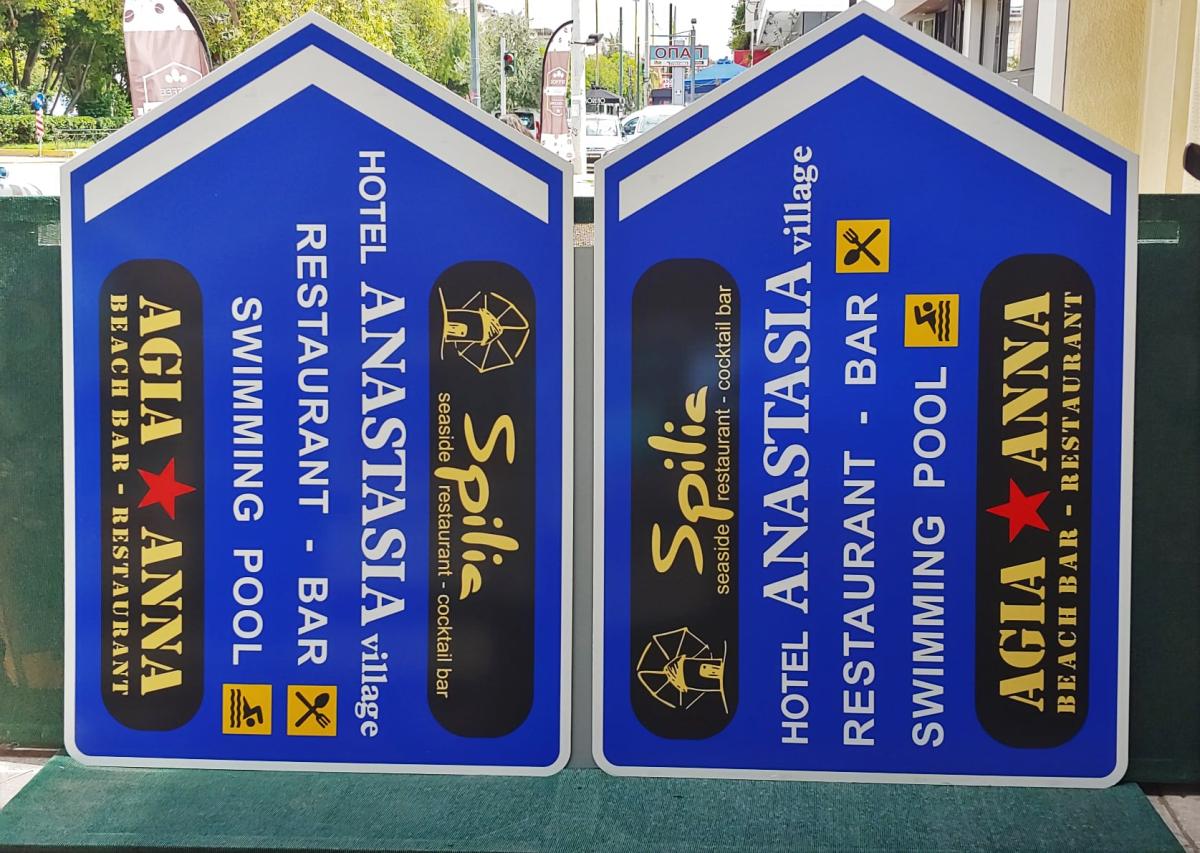 Spilia
seaside restaurant - cocktail bar
HOTEL ANASTASIA village
RESTAURANT - BAR
SWIMMING POOL
AGIA ANNA
BEACH BAR - RESTAURANT
Spilia
seaside restaurant - cocktail bar
HOTEL ANASTASIA village
RESTAURANT - BAR
SWIMMING POOL
AGIA ANNA
BEACH BAR - RESTAURANT